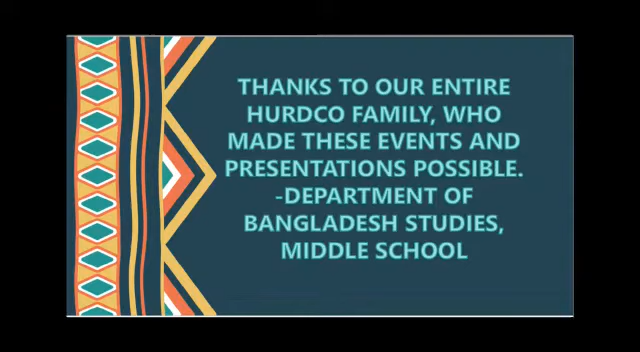 THANKS TO OUR ENTIRE
HURDCO FAMILY, WHO
MADE THESE EVENTS AND
PRESENTATIONS POSSIBLE.
-DEPARTMENT OF
BANGLADESH STUDIES,
MIDDLE SCHOOL